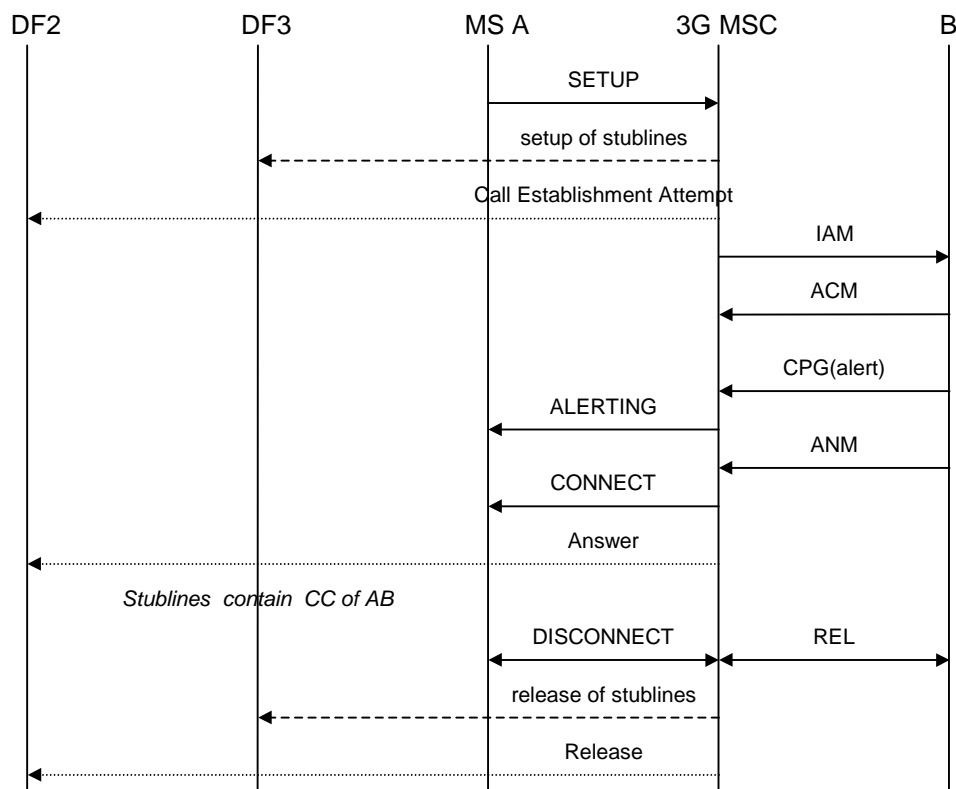 DF2 DF3 MS A 3G MSC B
SETUP
setup of stublines
Call Establishment Attempt
IAM
ACM
CPG(alert)
ALERTING
ANM
CONNECT
Answer
Stublines contain CC of AB
DISCONNECT REL
release of stublines
Release